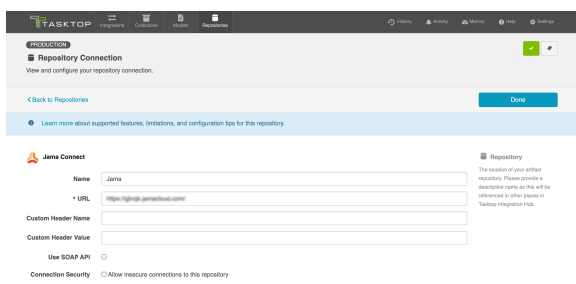 TASKTOP
Integrations
Collections
Models
Repositories
History
Activity
Metrics
Help
Settings
PRODUCTION
Repository Connection
View and configure your repository connection.
Back to Repositories
Done
Learn more about supported features, limitations, and configuration tips for this repository.
Jama Connect
Repository
The location of your artifact
repository. Please provide a
descriptive name as this will be
referenced in other places in
Tasktop Integration Hub.
Name
Jama
* URL
Custom Header Name
Custom Header Value
Use SOAP API
Connection Security
Allow insecure connections to this repository